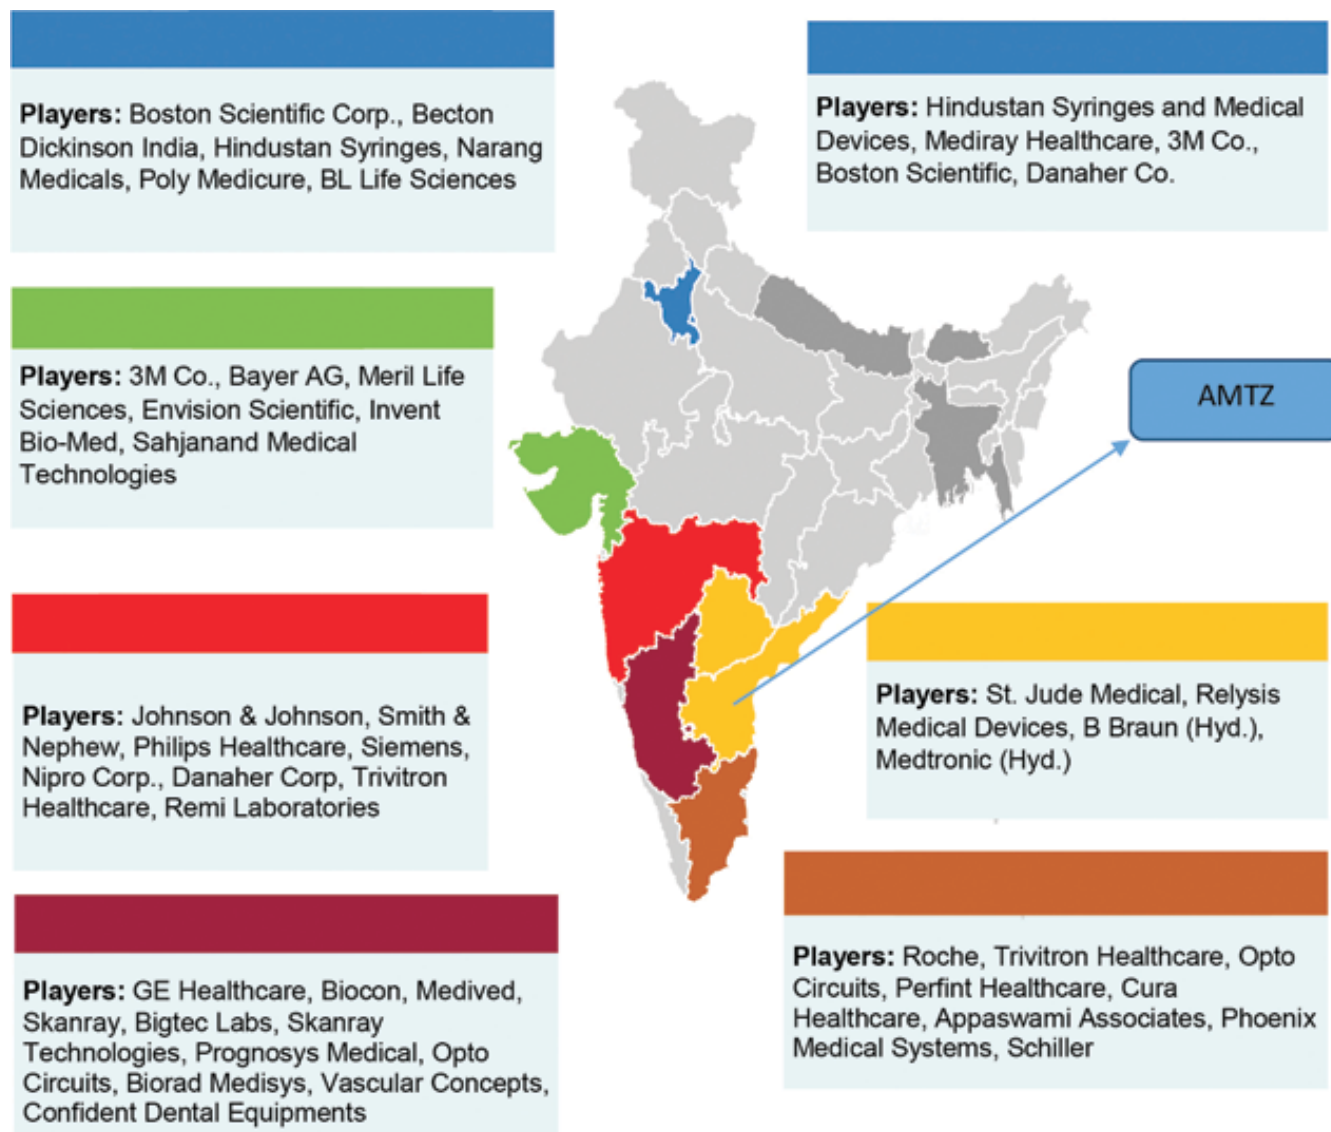 Players: Boston Scientific Corp., Becton
Dickinson India, Hindustan Syringes, Narang
Medicals, Poly Medicure, BL Life Sciences
Players: Hindustan Syringes and Medical
Devices, Mediray Healthcare, 3M Co.,
Boston Scientific, Danaher Co.
Players: 3M Co., Bayer AG, Meril Life
Sciences, Envision Scientific, Invent
Bio-Med, Sahjanand Medical
Technologies
AMTZ
Players: Johnson & Johnson, Smith &
Nephew, Philips Healthcare, Siemens,
Nipro Corp., Danaher Corp, Trivitron
Healthcare, Remi Laboratories
Players: St. Jude Medical, Relysis
Medical Devices, B Braun (Hyd.),
Medtronic (Hyd.)
Players: GE Healthcare, Biocon, Medived,
Skanray, Bigtec Labs, Skanray
Technologies, Prognosys Medical, Opto
Circuits, Biorad Medisys, Vascular Concepts,
Confident Dental Equipments
Players: Roche, Trivitron Healthcare, Opto
Circuits, Perfint Healthcare, Cura
Healthcare, Appaswami Associates, Phoenix
Medical Systems, Schiller